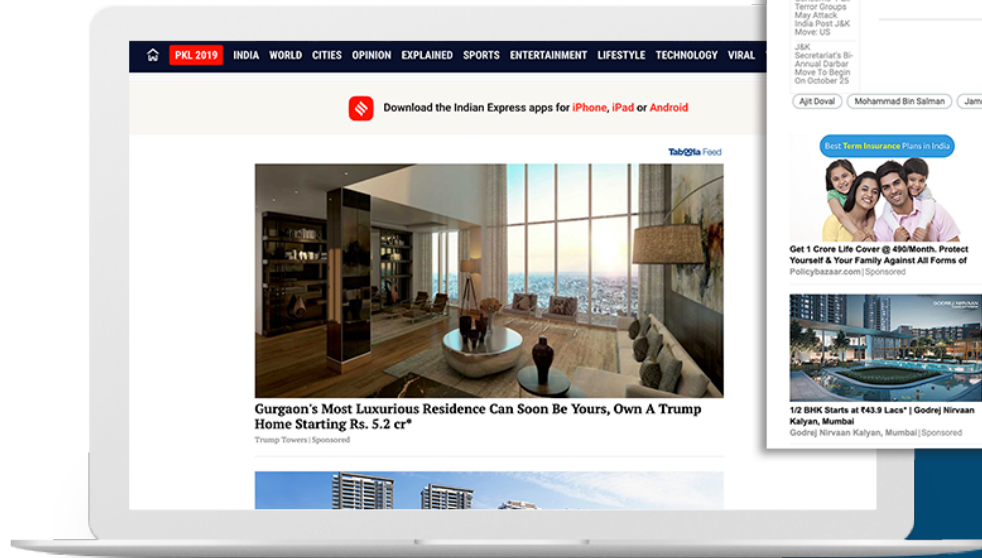 PKL 2019 INDIA WORLD CITIES OPINION EXPLAINED SPORTS ENTERTAINMENT LIFESTYLE TECHNOLOGY VIRAL
Download the Indian Express apps for iPhone, iPad or Android
Taboola Feed
Gurgaon's Most Luxurious Residence Can Soon Be Yours, Own A Trump
Home Starting Rs. 5.2 cr*
Trump Towers | Sponsored
Terror Groups
May Attack
India Post J&K
Move: US
J&K
Secretariat's Bi-
Annual Darbar
Move To Begin
On October 25
Ajit Doval Mohammad Bin Salman
Best Term Insurance Plans in India
Get 1 Crore Life Cover @ 490/Month. Protect
Yourself & Your Family Against All Forms of
Policybazaar.com | Sponsored
GODREJ NIRVAAN
1/2 BHK Starts at ₹43.9 Lacs* | Godrej Nirvaan
Kalyan, Mumbai
Godrej Nirvaan Kalyan, Mumbai | Sponsored